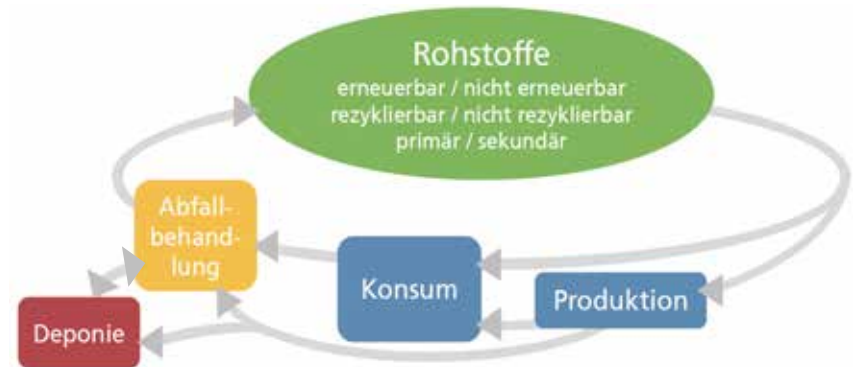 Rohstoffe
erneuerbar / nicht erneuerbar
rezyklierbar / nicht rezyklierbar
primär / sekundär
Abfall-
behand-
lung
Konsum
Produktion
Deponie